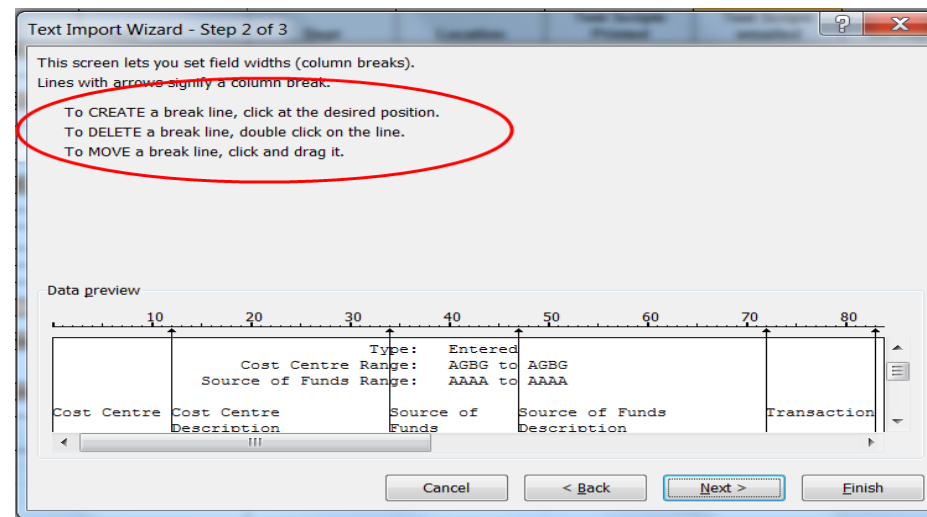 Text Import Wizard - Step 2 of 3
This screen lets you set field widths (column breaks).
Lines with arrows signify a column break.
To CREATE a break line, click at the desired position.
To DELETE a break line, double click on the line.
To MOVE a break line, click and drag it.
Data preview
10 20 30 40 50 60 70 80
Type: Entered
Cost Centre Range: AGBG to AGBG
Source of Funds Range: AAAA to AAAA
Cost Centre Cost Centre Source of Source of Funds Transaction
Description Funds Description
Cancel < Back Next > Finish